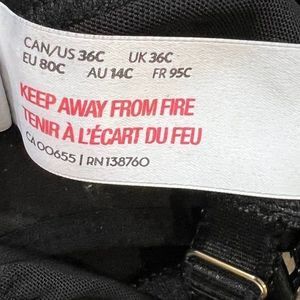 CAN/US 36C UK 36C
EU 80C AU 14C FR 95C
KEEP AWAY FROM FIRE
TENIR À L'ÉCART DU FEU
CA 00655 | RN 138760